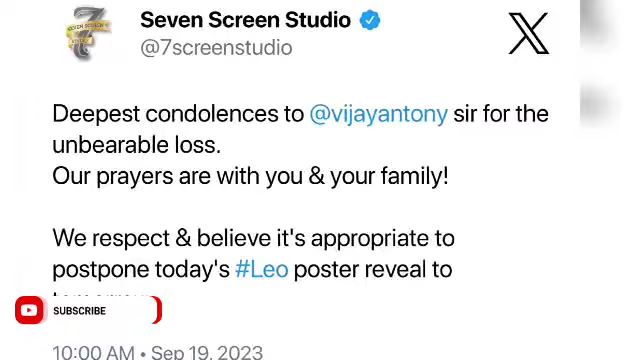 Seven Screen Studio
@7screenstudio
Deepest condolences to @vijayantony sir for the
unbearable loss.
Our prayers are with you & your family!
We respect & believe it's appropriate to
postpone today's #Leo poster reveal to
SUBSCRIBE
10:00 AM • Sep 19, 2023